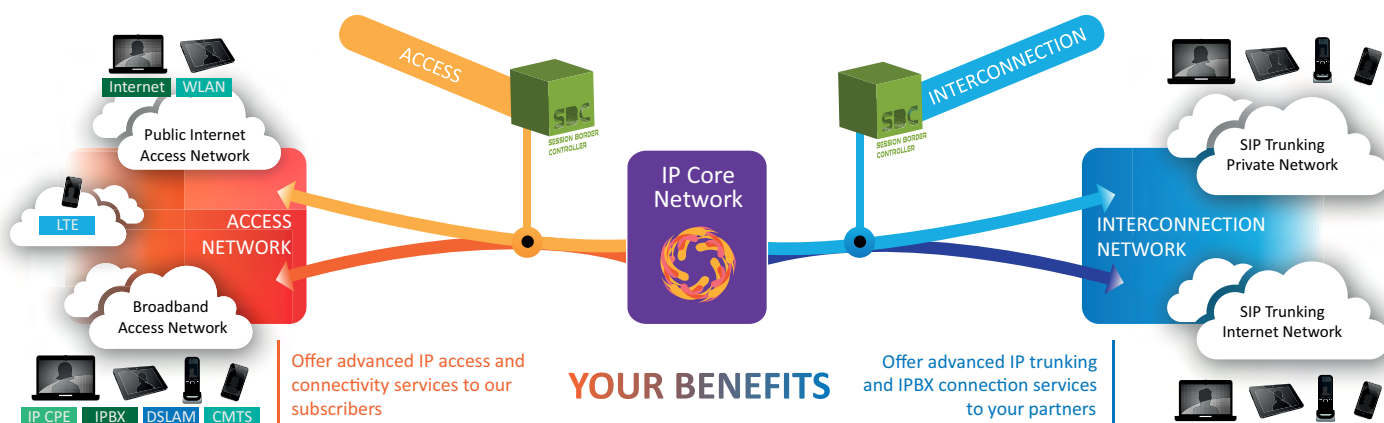 ACCESS
INTERCONNECTION
Internet
WLAN
Public Internet
Access Network
LTE
ACCESS
NETWORK
Broadband
Access Network
IP CPE
IPBX
DSLAM
CMTS
SBC
SESSION BORDER
CONTROLLER
IP Core
Network
SBC
SESSION BORDER
CONTROLLER
SIP Trunking
Private Network
INTERCONNECTION
NETWORK
SIP Trunking
Internet Network
Offer advanced IP access and
connectivity services to our
subscribers
YOUR BENEFITS
Offer advanced IP trunking
and IPBX connection services
to your partners